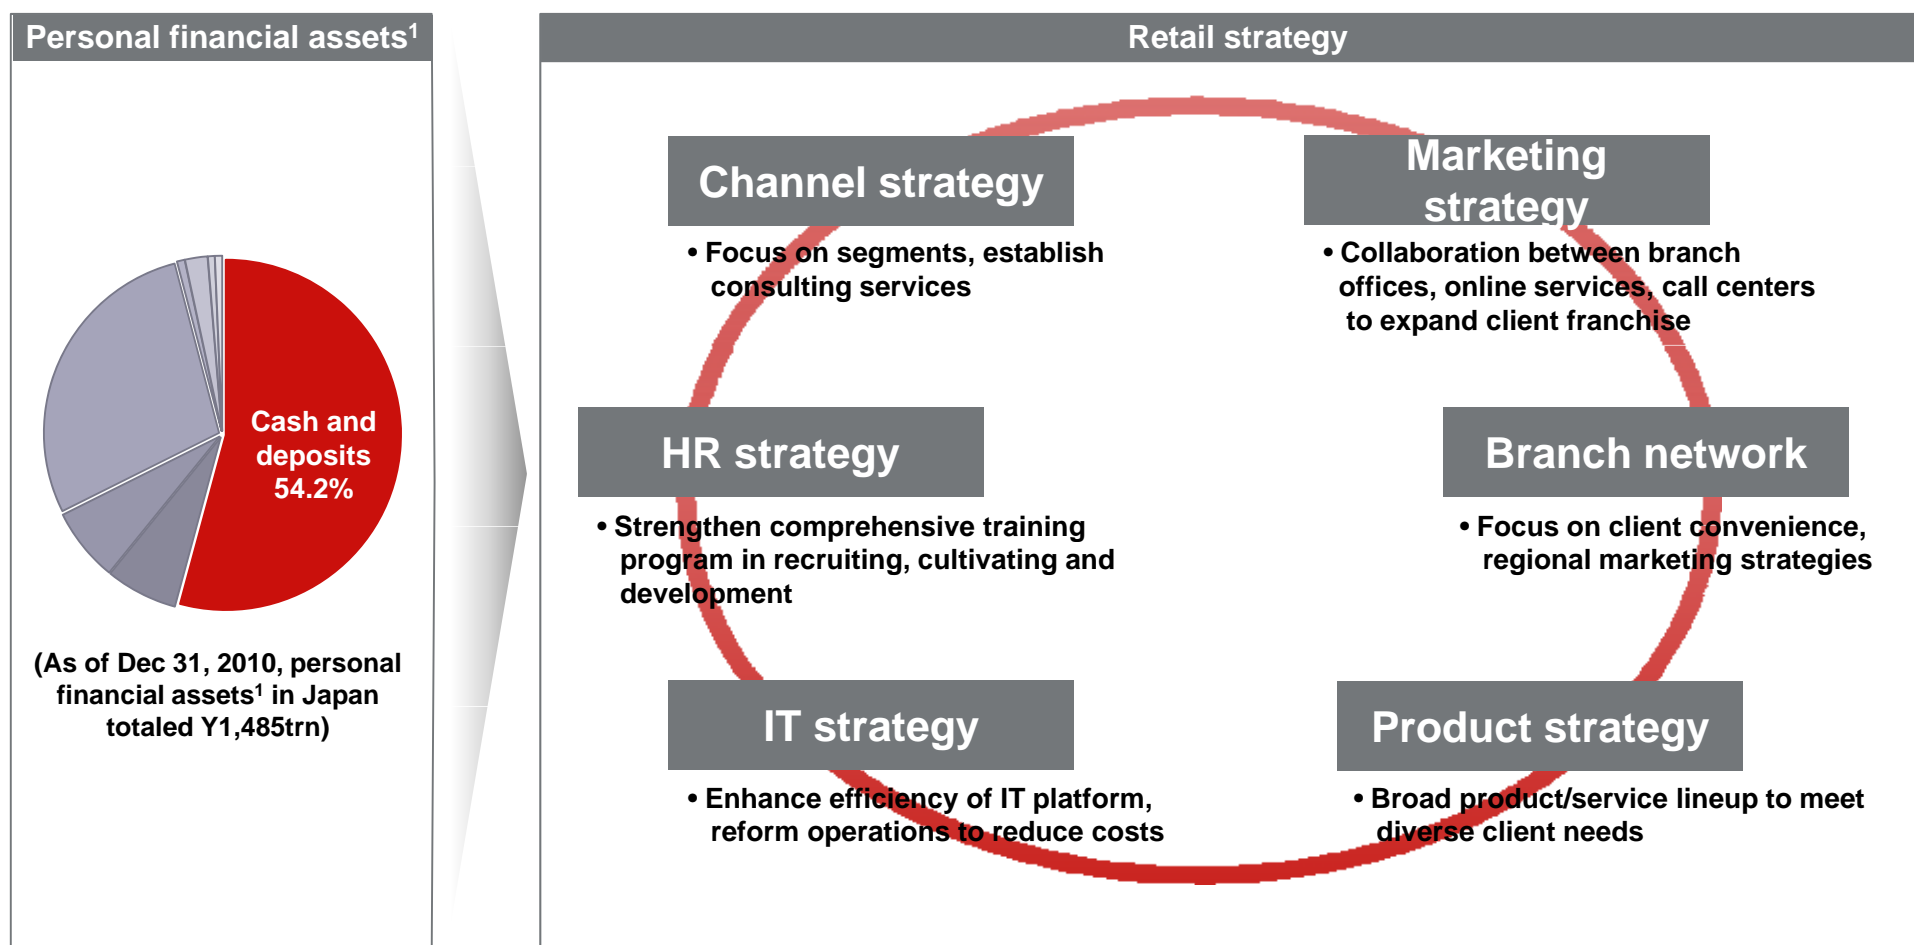 Personal financial assets¹
Cash and
deposits
54.2%
(As of Dec 31, 2010, personal
financial assets¹ in Japan
totaled Y1,485trn)
Retail strategy
Channel strategy
• Focus on segments, establish
consulting services
Marketing
strategy
• Collaboration between branch
offices, online services, call centers
to expand client franchise
HR strategy
• Strengthen comprehensive training
program in recruiting, cultivating and
development
Branch network
• Focus on client convenience,
regional marketing strategies
IT strategy
• Enhance efficiency of IT platform,
reform operations to reduce costs
Product strategy
• Broad product/service lineup to meet
diverse client needs